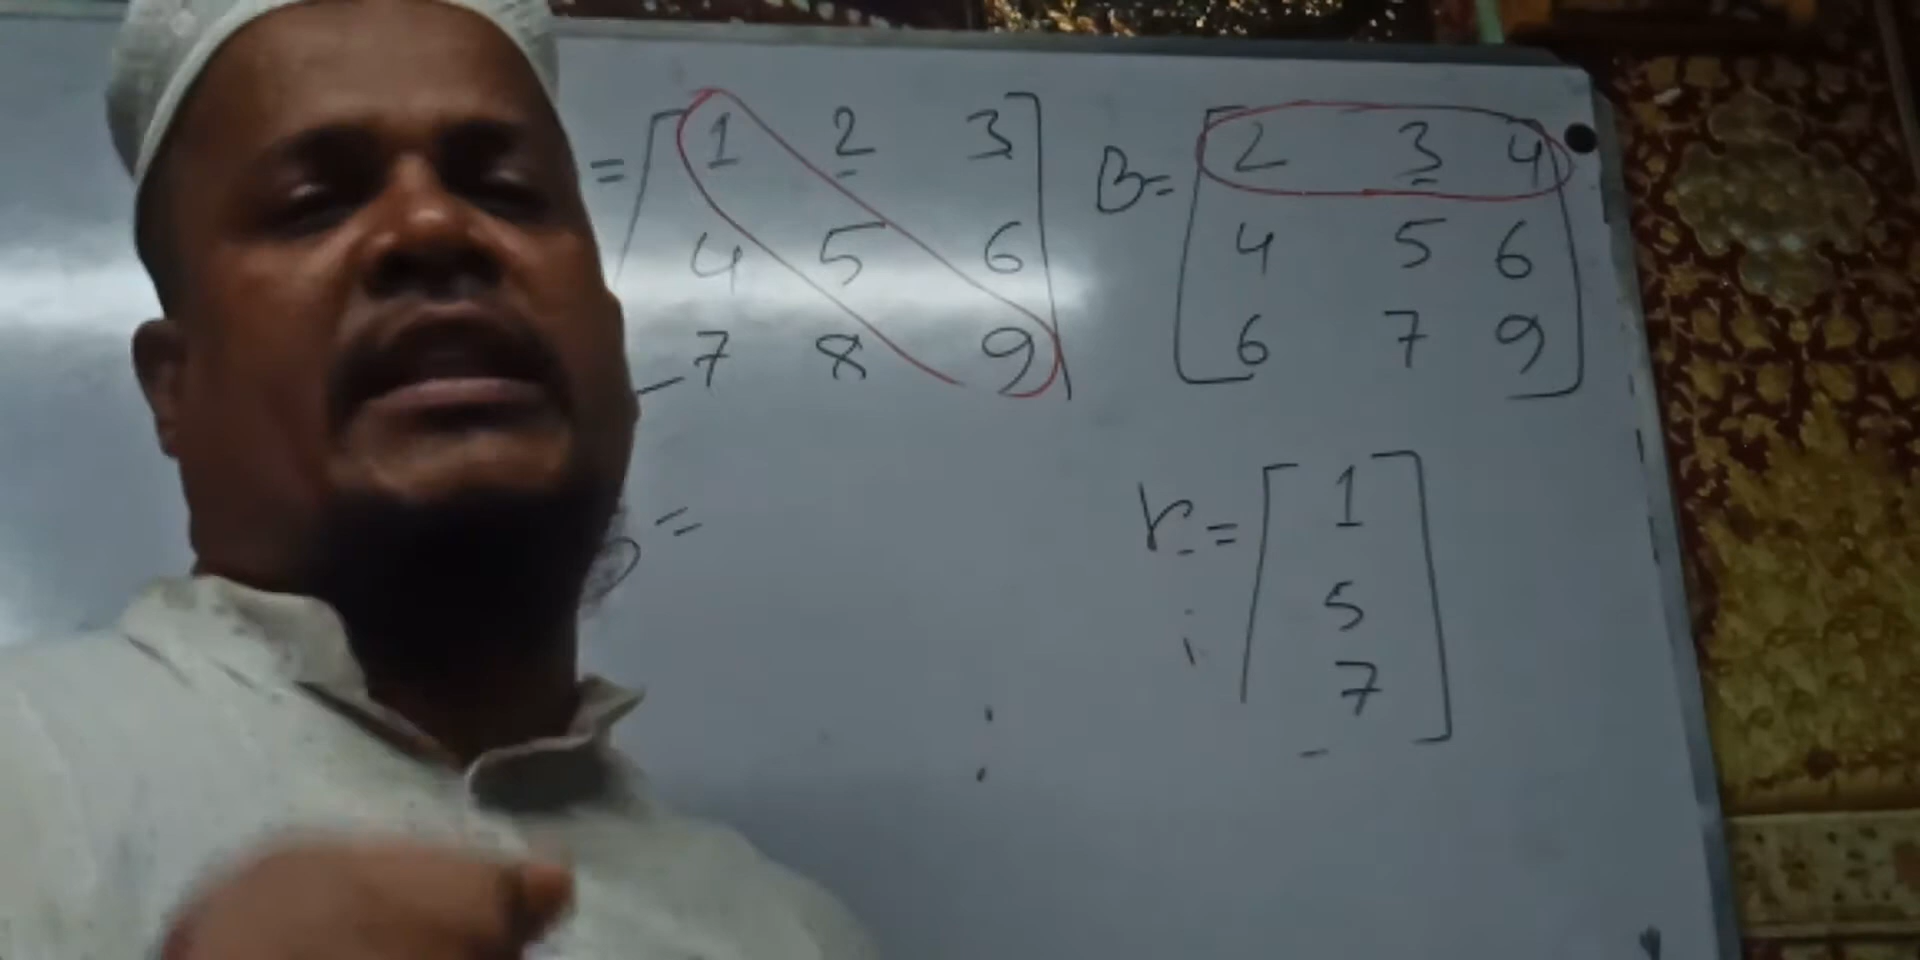 = [ 1 2 3 ] B = [ 2 3 4 ]
4 5 6 4 5 6
7 8 9 6 7 9
= r = [ 1 ]
5
7